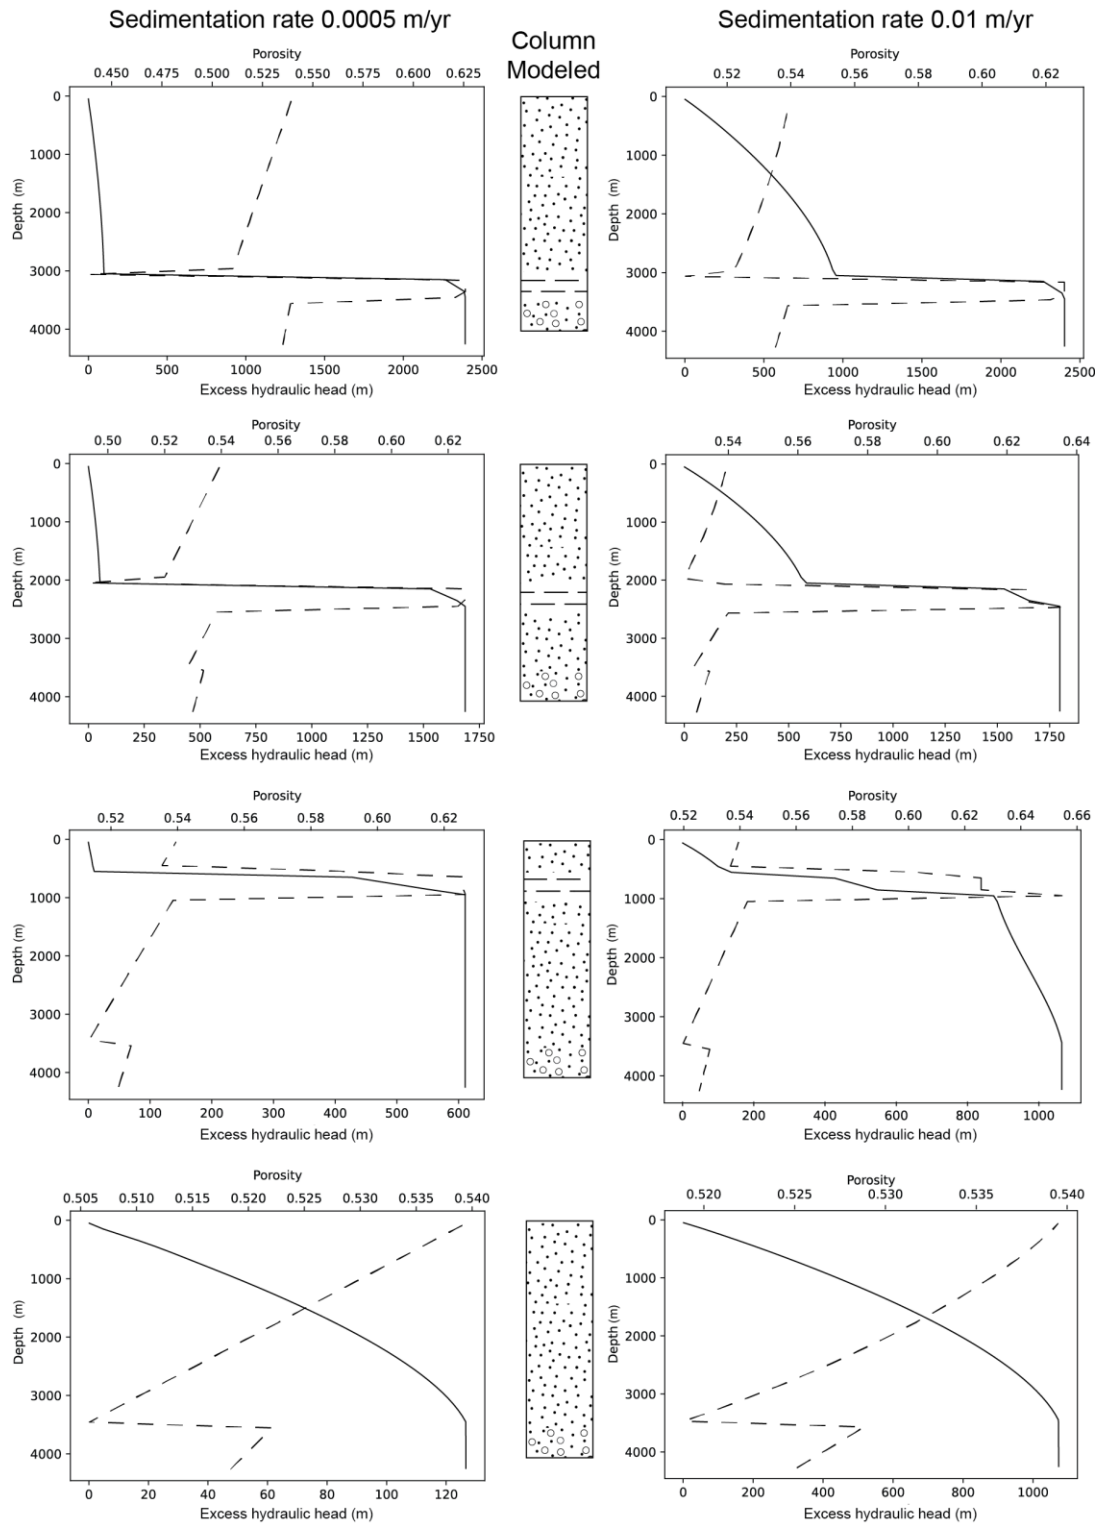 Sedimentation rate 0.0005 m/yr
Column
Modeled
Sedimentation rate 0.01 m/yr
Porosity
0.450 0.475 0.500 0.525 0.550 0.575 0.600 0.625
Depth (m)
0
1000
2000
3000
4000
0 500 1000 1500 2000 2500
Excess hydraulic head (m)
Porosity
0.52 0.54 0.56 0.58 0.60 0.62
Depth (m)
0
1000
2000
3000
4000
0 500 1000 1500 2000 2500
Excess hydraulic head (m)
Porosity
0.50 0.52 0.54 0.56 0.58 0.60 0.62
Depth (m)
0
1000
2000
3000
4000
0 250 500 750 1000 1250 1500 1750
Excess hydraulic head (m)
Porosity
0.54 0.56 0.58 0.60 0.62 0.64
Depth (m)
0
1000
2000
3000
4000
0 250 500 750 1000 1250 1500 1800
Excess hydraulic head (m)
Porosity
0.52 0.54 0.56 0.58 0.60 0.62
Depth (m)
0
1000
2000
3000
4000
0 100 200 300 400 500 600
Excess hydraulic head (m)
Porosity
0.52 0.54 0.56 0.58 0.60 0.62 0.64 0.66
Depth (m)
0
1000
2000
3000
4000
0 200 400 600 800 1000
Excess hydraulic head (m)
Porosity
0.505 0.510 0.515 0.520 0.525 0.530 0.535 0.540
Depth (m)
0
1000
2000
3000
4000
0 20 40 60 80 100 120
Excess hydraulic head (m)
Porosity
0.520 0.525 0.530 0.535 0.540
Depth (m)
0
1000
2000
3000
4000
0 200 400 600 800 1000
Excess hydraulic head (m)